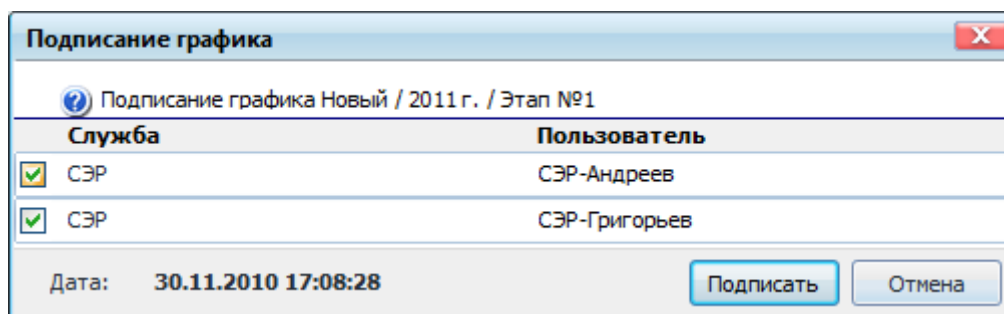 Подписание графика
Подписание графика Новый / 2011 г. / Этап №1
Служба Пользователь
СЭР СЭР-Андреев
СЭР СЭР-Григорьев
Дата: 30.11.2010 17:08:28 Подписать Отмена